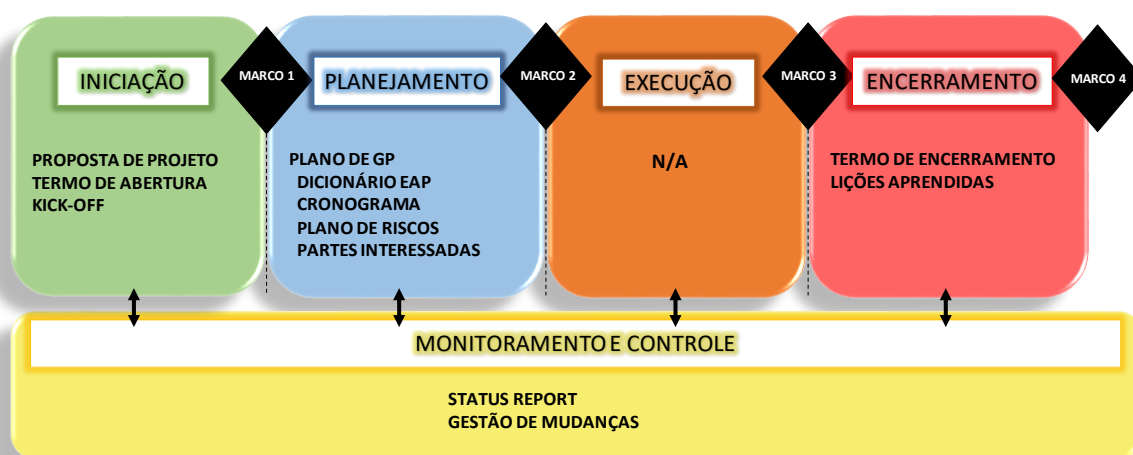 INICIAÇÃO
MARCO 1
PLANEJAMENTO
MARCO 2
EXECUÇÃO
MARCO 3
ENCERRAMENTO
MARCO 4
PROPOSTA DE PROJETO
TERMO DE ABERTURA
KICK-OFF
PLANO DE GP
DICIONÁRIO EAP
CRONOGRAMA
PLANO DE RISCOS
PARTES INTERESSADAS
N/A
TERMO DE ENCERRAMENTO
LIÇÕES APRENDIDAS
MONITORAMENTO E CONTROLE
STATUS REPORT
GESTÃO DE MUDANÇAS